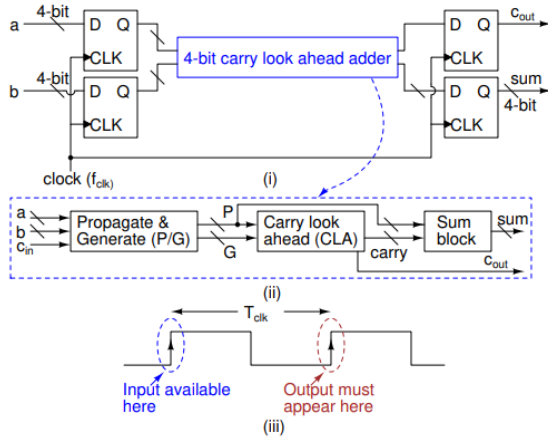 a 4-bit D Q CLK
b 4-bit D Q CLK
4-bit carry look ahead adder
D Q CLK c_out
D Q CLK sum
4-bit
clock (f_clk)
(i)
a
b
c_in
Propagate &
Generate (P/G)
P
G
Carry look
ahead (CLA)
carry
Sum
block
sum
c_out
(ii)
T_clk
Input available
here
Output must
appear here
(iii)